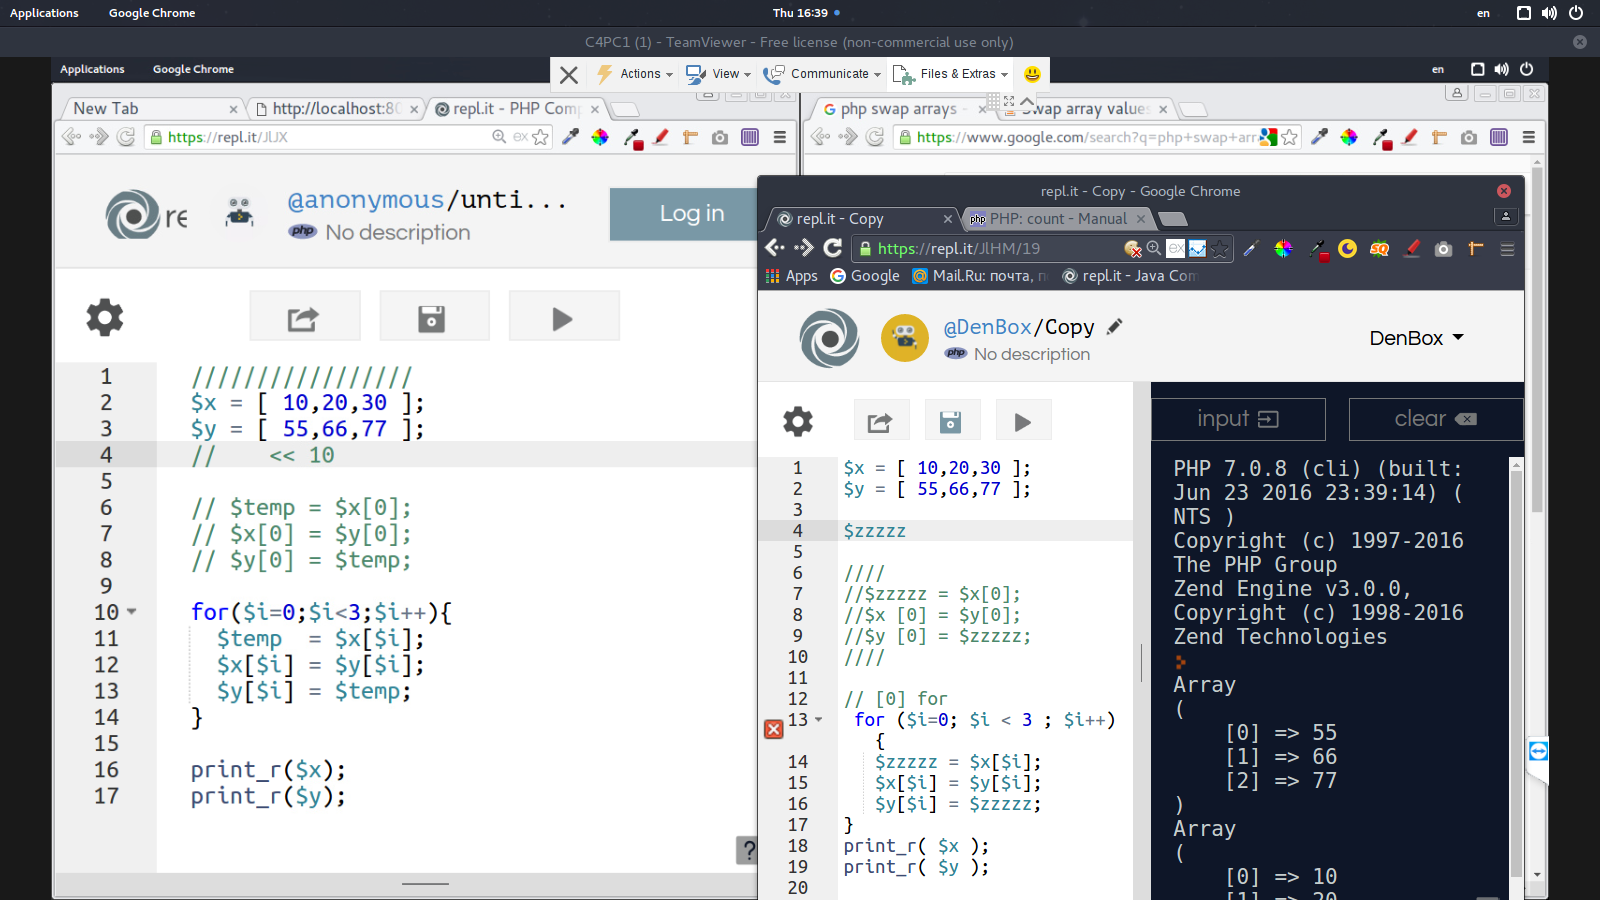 Applications Google Chrome Thu 16:39 en
C4PC1 (1) - TeamViewer - Free license (non-commercial use only)
Applications Google Chrome en
Actions View Communicate Files & Extras
New Tab http://localhost:80 repl.it - PHP Comp
https://repl.it/JlJX ex
@anonymous/unti...
php No description
Log in
1 /////////////////
2 $x = [ 10,20,30 ];
3 $y = [ 55,66,77 ];
4 // << 10
5
6 // $temp = $x[0];
7 // $x[0] = $y[0];
8 // $y[0] = $temp;
9
10 for($i=0;$i<3;$i++){
11 $temp = $x[$i];
12 $x[$i] = $y[$i];
13 $y[$i] = $temp;
14 }
15
16 print_r($x);
17 print_r($y);
?
php swap arrays - Swap array values
https://www.google.com/search?q=php+swap+arr
repl.it - Copy - Google Chrome
repl.it - Copy php PHP: count - Manual
https://repl.it/JlHM/19 ex
Apps Google Mail.Ru: почта, п repl.it - Java Com
@DenBox/Copy
php No description
DenBox
1 $x = [ 10,20,30 ];
2 $y = [ 55,66,77 ];
3
4 $zzzzz
5
6 ////
7 //$zzzzz = $x[0];
8 //$x [0] = $y[0];
9 //$y [0] = $zzzzz;
10 ////
11
12 // [0] for
13 for ($i=0; $i < 3 ; $i++)
{
14 $zzzzz = $x[$i];
15 $x[$i] = $y[$i];
16 $y[$i] = $zzzzz;
17 }
18 print_r( $x );
19 print_r( $y );
20
input clear
PHP 7.0.8 (cli) (built:
Jun 23 2016 23:39:14) (
NTS )
Copyright (c) 1997-2016
The PHP Group
Zend Engine v3.0.0,
Copyright (c) 1998-2016
Zend Technologies
Array
(
[0] => 55
[1] => 66
[2] => 77
)
Array
(
[0] => 10
[1] => 20